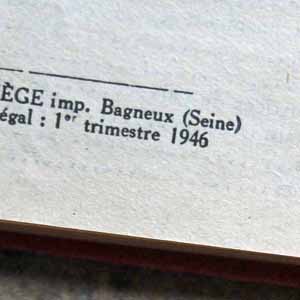 ÈGE imp. Bagneux (Seine)
égal : 1er trimestre 1946